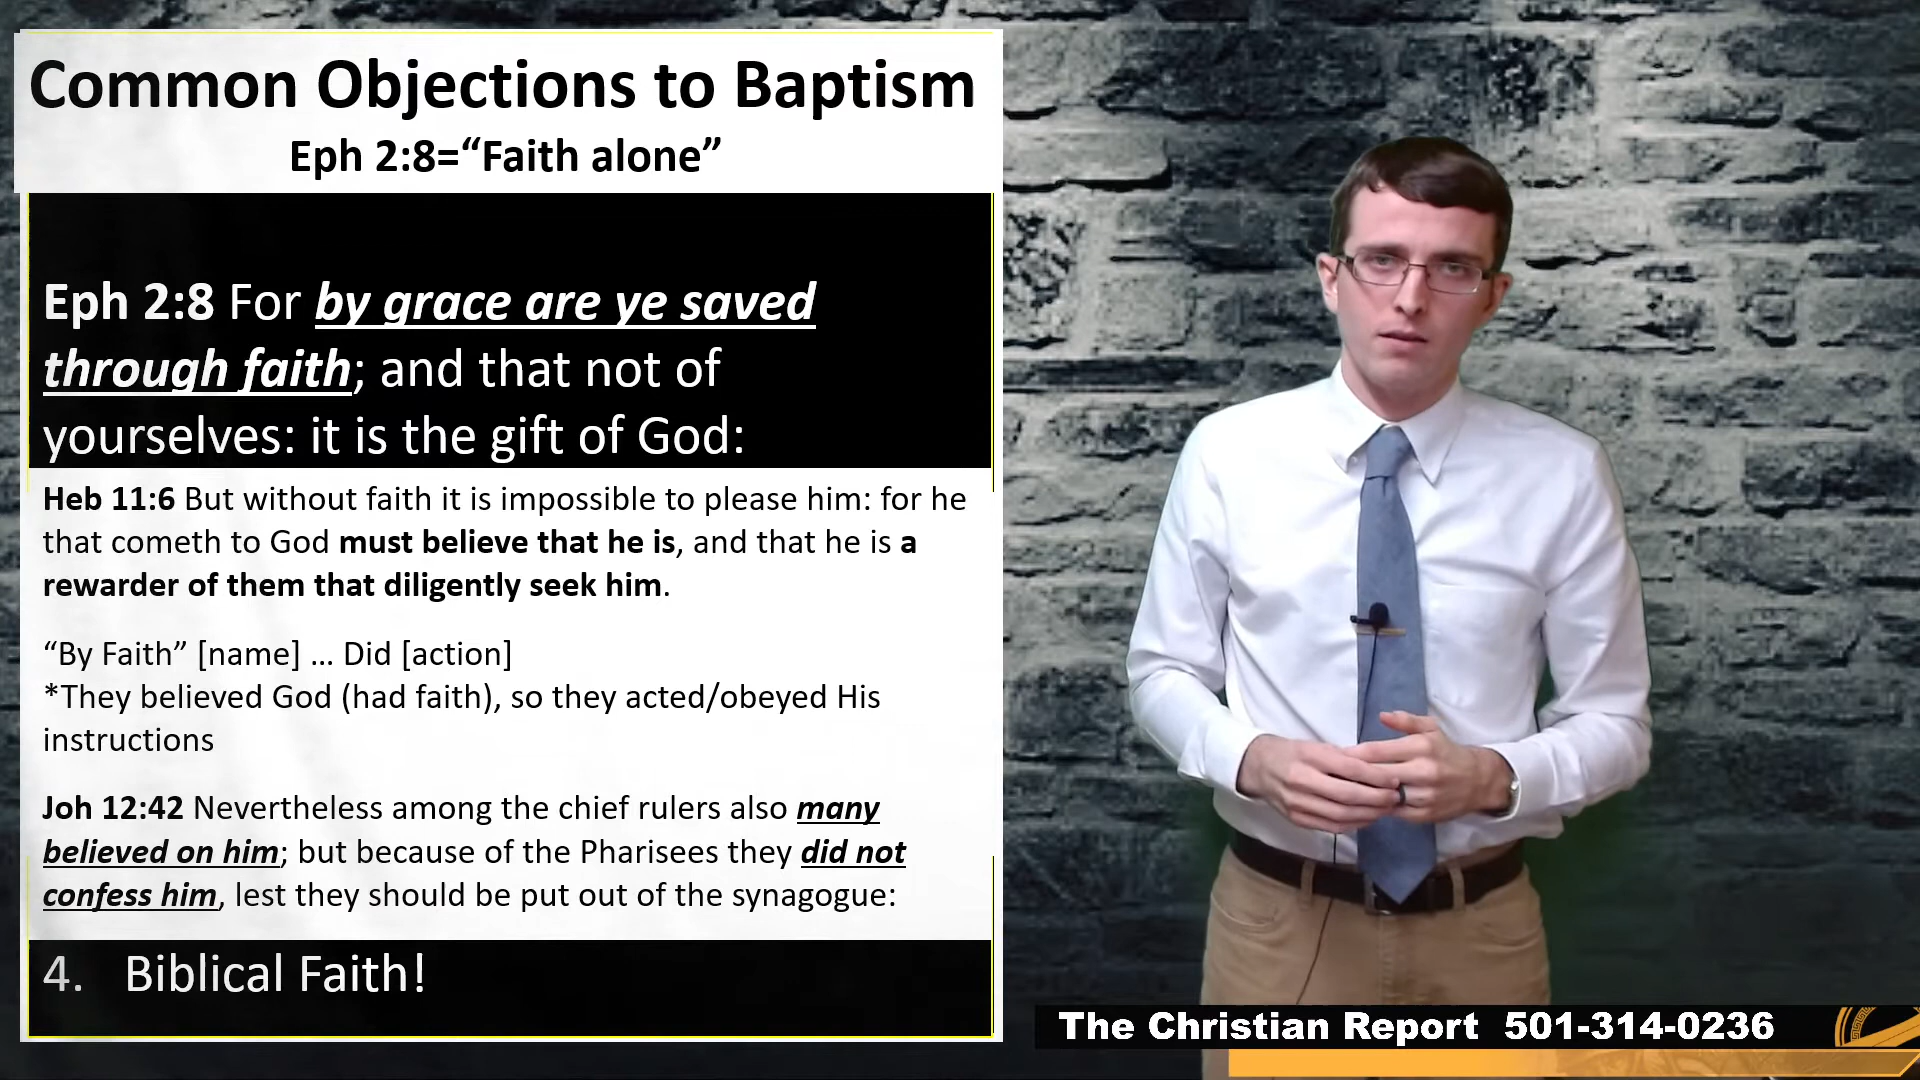 Common Objections to Baptism
Eph 2:8=“Faith alone”
Eph 2:8 For by grace are ye saved
through faith; and that not of
yourselves: it is the gift of God:
Heb 11:6 But without faith it is impossible to please him: for he
that cometh to God must believe that he is, and that he is a
rewarder of them that diligently seek him.
“By Faith” [name] … Did [action]
*They believed God (had faith), so they acted/obeyed His
instructions
Joh 12:42 Nevertheless among the chief rulers also many
believed on him; but because of the Pharisees they did not
confess him, lest they should be put out of the synagogue:
4. Biblical Faith!
The Christian Report 501-314-0236